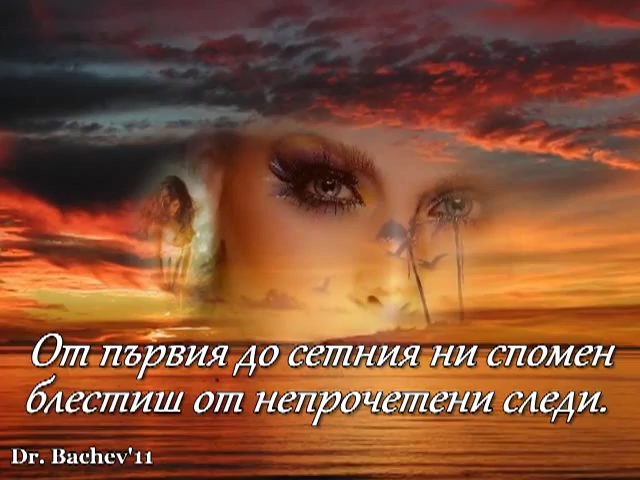 От първия до сетния ни спомен
блестиш от непрочетени следи.
Dr. Bachev'11